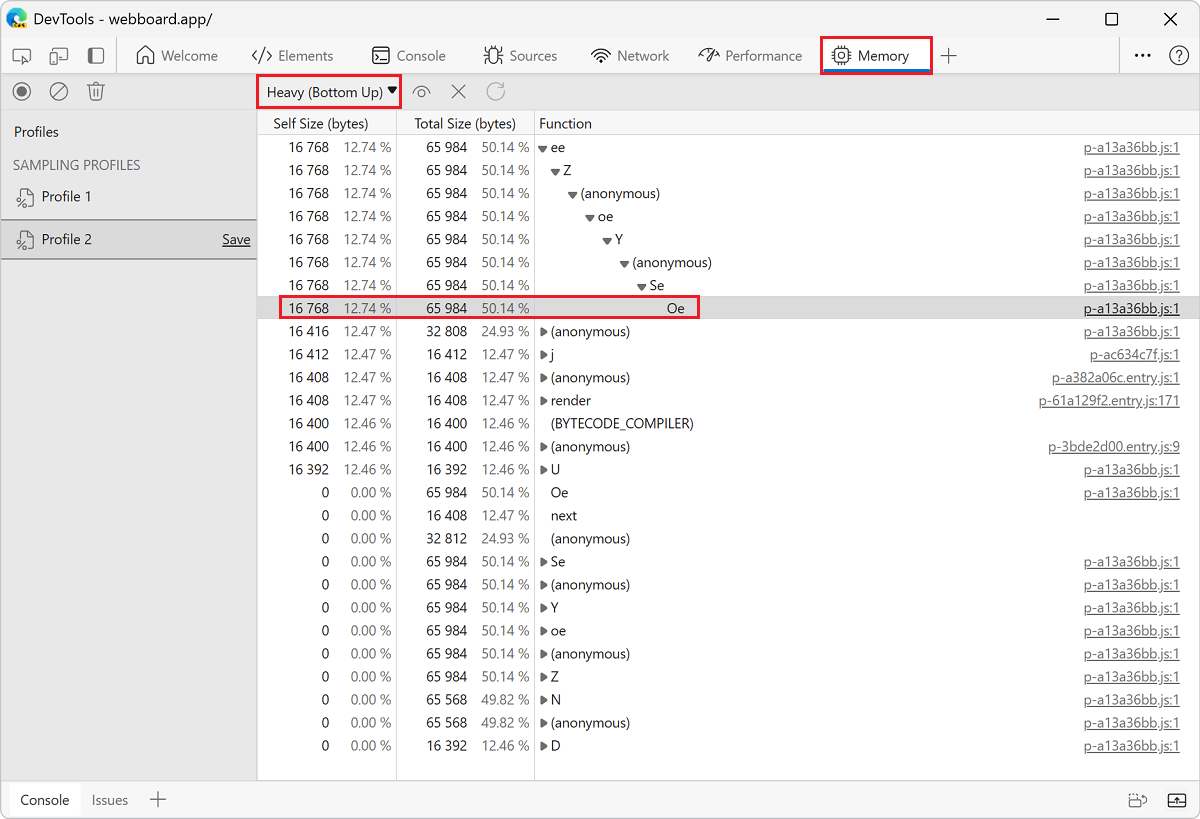 DevTools - webboard.app/
Welcome Elements Console Sources Network Performance Memory
Heavy (Bottom Up)
Profiles
SAMPLING PROFILES
Profile 1
Profile 2 Save
Self Size (bytes) Total Size (bytes) Function
16 768 12.74 % 65 984 50.14 % ee p-a13a36bb.js:1
16 768 12.74 % 65 984 50.14 % Z p-a13a36bb.js:1
16 768 12.74 % 65 984 50.14 % (anonymous) p-a13a36bb.js:1
16 768 12.74 % 65 984 50.14 % oe p-a13a36bb.js:1
16 768 12.74 % 65 984 50.14 % Y p-a13a36bb.js:1
16 768 12.74 % 65 984 50.14 % (anonymous) p-a13a36bb.js:1
16 768 12.74 % 65 984 50.14 % Se p-a13a36bb.js:1
16 768 12.74 % 65 984 50.14 % Oe p-a13a36bb.js:1
16 416 12.47 % 32 808 24.93 % (anonymous) p-a13a36bb.js:1
16 412 12.47 % 16 412 12.47 % j p-ac634c7f.js:1
16 408 12.47 % 16 408 12.47 % (anonymous) p-a382a06c.entry.js:1
16 408 12.47 % 16 408 12.47 % render p-61a129f2.entry.js:171
16 400 12.46 % 16 400 12.46 % (BYTECODE_COMPILER)
16 400 12.46 % 16 400 12.46 % (anonymous) p-3bde2d00.entry.js:9
16 392 12.46 % 16 392 12.46 % U p-a13a36bb.js:1
0 0.00 % 65 984 50.14 % Oe p-a13a36bb.js:1
0 0.00 % 16 408 12.47 % next
0 0.00 % 32 812 24.93 % (anonymous)
0 0.00 % 65 984 50.14 % Se p-a13a36bb.js:1
0 0.00 % 65 984 50.14 % (anonymous) p-a13a36bb.js:1
0 0.00 % 65 984 50.14 % Y p-a13a36bb.js:1
0 0.00 % 65 984 50.14 % oe p-a13a36bb.js:1
0 0.00 % 65 984 50.14 % (anonymous) p-a13a36bb.js:1
0 0.00 % 65 984 50.14 % Z p-a13a36bb.js:1
0 0.00 % 65 568 49.82 % N p-a13a36bb.js:1
0 0.00 % 65 568 49.82 % (anonymous) p-a13a36bb.js:1
0 0.00 % 16 392 12.46 % D p-a13a36bb.js:1
Console Issues